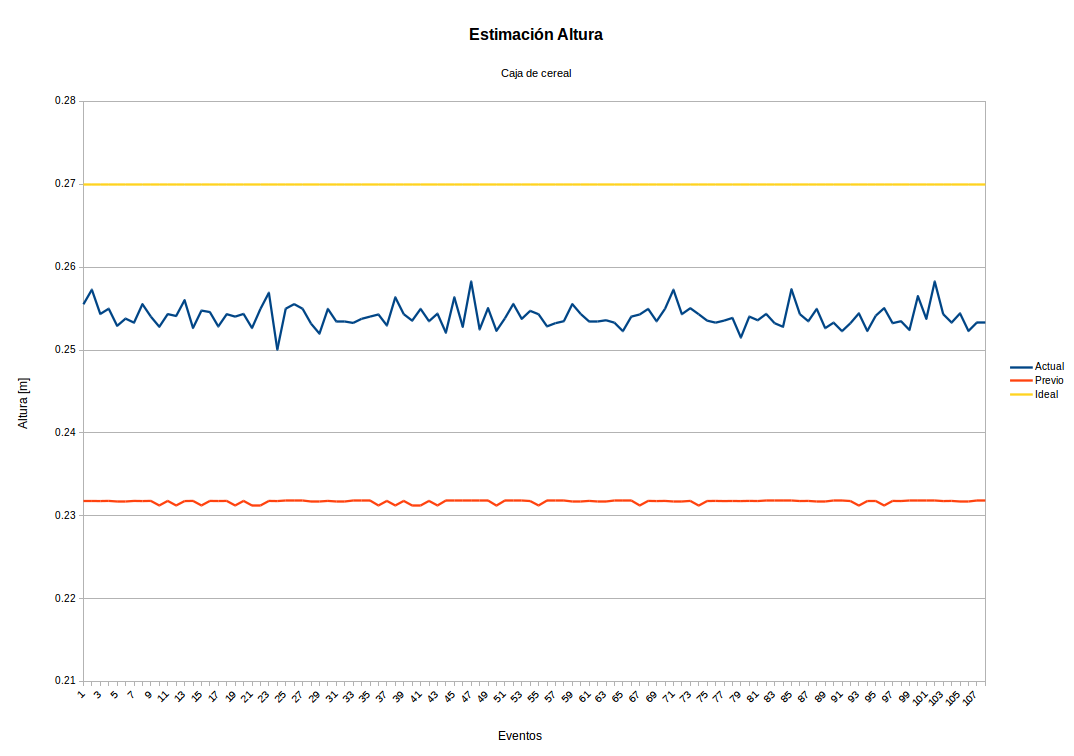 Estimación Altura
Caja de cereal
0.28
0.27
0.26
0.25
0.24
0.23
0.22
0.21
Altura [m]
1 3 5 7 9 11 13 15 17 19 21 23 25 27 29 31 33 35 37 39 41 43 45 47 49 51 53 55 57 59 61 63 65 67 69 71 73 75 77 79 81 83 85 87 89 91 93 95 97 99 101 103 105 107
Eventos
Actual
Previo
Ideal